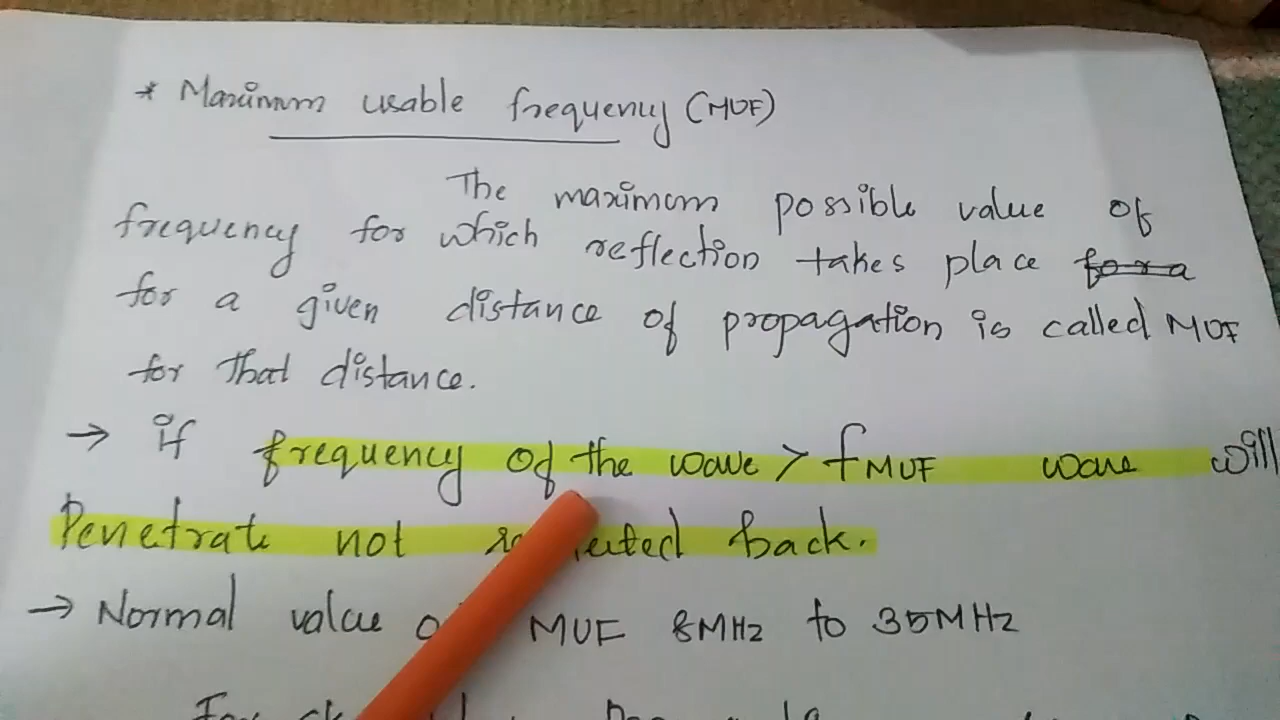 * Maximum usable frequency (MUF)
The maximum possible value of
frequency for which reflection takes place for a
for a given distance of propagation is called MUF
for that distance.
→ if frequency of the wave > fMUF wave will
Penetrate not back.
→ Normal value MUF 8MHz to 35MHz